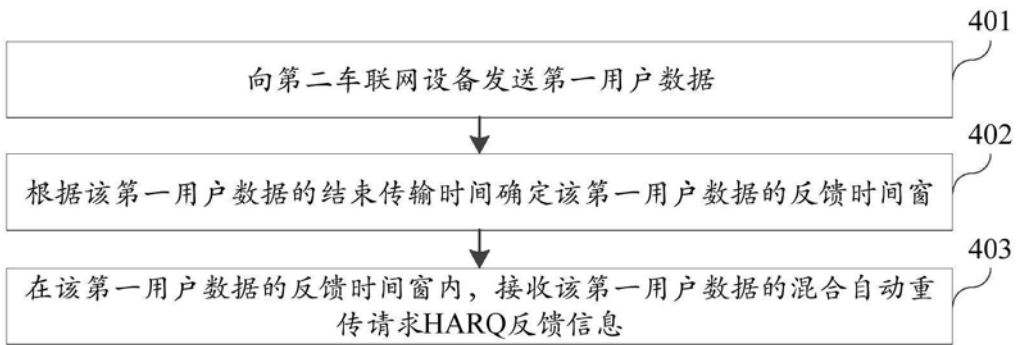 401
向第二车联网设备发送第一用户数据
402
根据该第一用户数据的结束传输时间确定该第一用户数据的反馈时间窗
403
在该第一用户数据的反馈时间窗内，接收该第一用户数据的混合自动重
传请求HARQ反馈信息